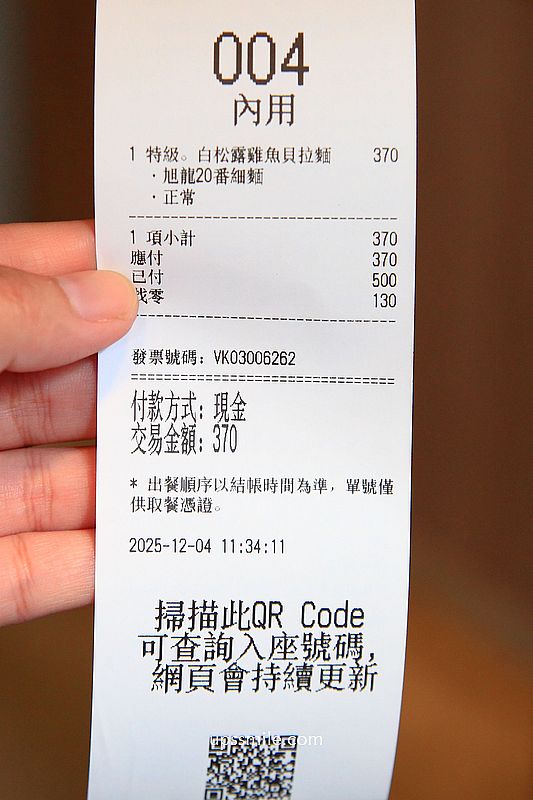 004
內用
1 特級。白松露雞魚貝拉麵 370
・旭龍20番細麵
・正常
1 項小計 370
應付 370
已付 500
找零 130
發票號碼: VK03006262
付款方式: 現金
交易金額: 370
* 出餐順序以結帳時間為準, 單號僅
供取餐憑證。
2025-12-04 11:34:11
掃描此QR Code
可查詢入座號碼,
網頁會持續更新
upssmile.com